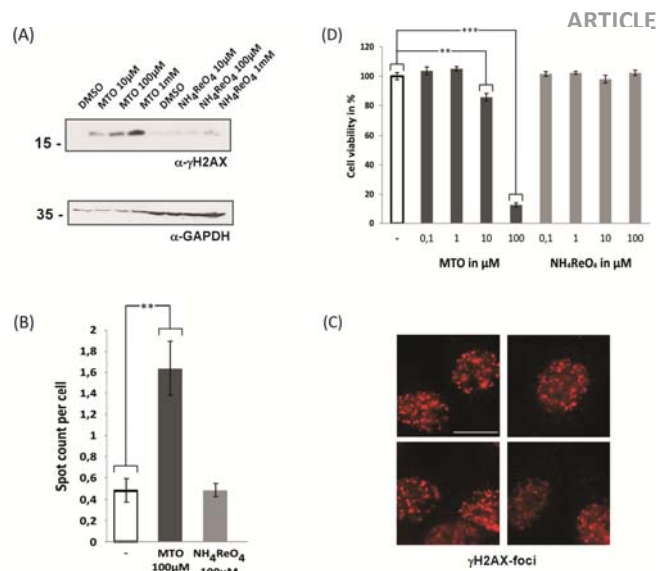 ARTICLE
(A)
DMSO
MTO 10µM
MTO 100µM
MTO 1mM
DMSO
NH4ReO4 10µM
NH4ReO4 100µM
NH4ReO4 1mM
15 -
α-γH2AX
35 -
α-GAPDH
(D)
***
**
Cell viability in %
120
100
80
60
40
20
0
- 0,1 1 10 100 0,1 1 10 100
MTO in µM NH₄ReO₄ in µM
(B)
**
Spot count per cell
2
1,8
1,6
1,4
1,2
1
0,8
0,6
0,4
0,2
0
- MTO NH4ReO4
100µM 100µM
(C)
γH2AX-foci